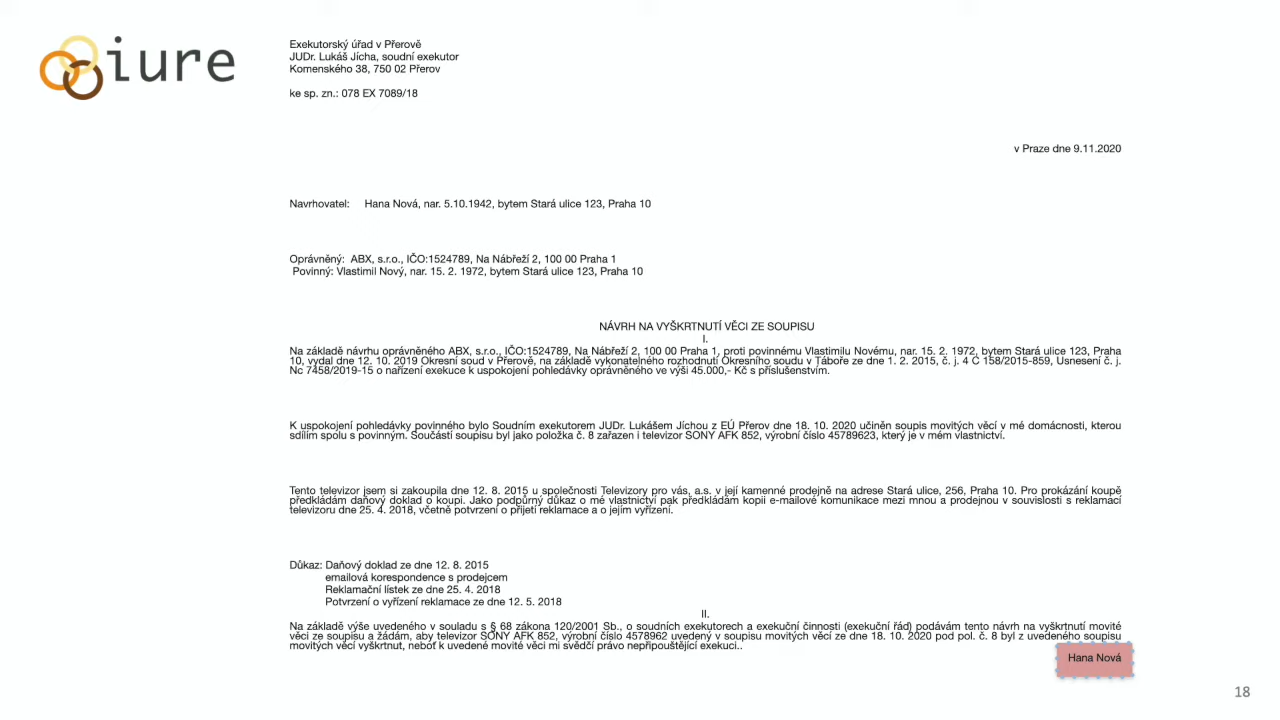 iure
Exekutorský úřad v Přerově
JUDr. Lukáš Jícha, soudní exekutor
Komenského 38, 750 02 Přerov
ke sp. zn.: 078 EX 7089/18
v Praze dne 9.11.2020
Navrhovatel: Hana Nová, nar. 5.10.1942, bytem Stará ulice 123, Praha 10
Oprávněný: ABX, s.r.o., IČO:1524789, Na Nábřeží 2, 100 00 Praha 1
Povinný: Vlastimil Nový, nar. 15. 2. 1972, bytem Stará ulice 123, Praha 10
NÁVRH NA VYŠKRTNUTÍ VĚCI ZE SOUPISU
I.
Na základě návrhu oprávněného ABX, s.r.o., IČO:1524789, Na Nábřeží 2, 100 00 Praha 1, proti povinnému Vlastimilu Novému, nar. 15. 2. 1972, bytem Stará ulice 123, Praha
10, vydal dne 12. 10. 2019 Okresní soud v Přerově, na základě vykonatelného rozhodnutí Okresního soudu v Táboře ze dne 1. 2. 2015, č. j. 4 C 158/2015-859, Usnesení č. j.
Nc 7458/2019-15 o nařízení exekuce k uspokojení pohledávky oprávněného ve výši 45.000,- Kč s příslušenstvím.
K uspokojení pohledávky povinného bylo Soudním exekutorem JUDr. Lukášem Jíchou z EÚ Přerov dne 18. 10. 2020 učiněn soupis movitých věcí v mé domácnosti, kterou
sdílím spolu s povinným. Součástí soupisu byl jako položka č. 8 zařazen i televizor SONY AFK 852, výrobní číslo 45789623, který je v mém vlastnictví.
Tento televizor jsem si zakoupila dne 12. 8. 2015 u společnosti Televizory pro vás, a.s. v její kamenné prodejně na adrese Stará ulice, 256, Praha 10. Pro prokázání koupě
předkládám daňový doklad o koupi. Jako podpůrný důkaz o mé vlastnictví pak předkládám kopii e-mailové komunikace mezi mnou a prodejnou v souvislosti s reklamací
televizoru dne 25. 4. 2018, včetně potvrzení o přijetí reklamace a o jejím vyřízení.
Důkaz: Daňový doklad ze dne 12. 8. 2015
emailová korespondence s prodejcem
Reklamační lístek ze dne 25. 4. 2018
Potvrzení o vyřízení reklamace ze dne 12. 5. 2018
II.
Na základě výše uvedeného v souladu s § 68 zákona 120/2001 Sb., o soudních exekutorech a exekuční činnosti (exekuční řád) podávám tento návrh na vyškrtnutí movité
věci ze soupisu a žádám, aby televizor SONY AFK 852, výrobní číslo 4578962 uvedený v soupisu movitých věcí ze dne 18. 10. 2020 pod pol. č. 8 byl z uvedeného soupisu
movitých věcí vyškrtnut, neboť k uvedené movité věci mi svědčí právo nepřipouštějící exekuci..
Hana Nová
18